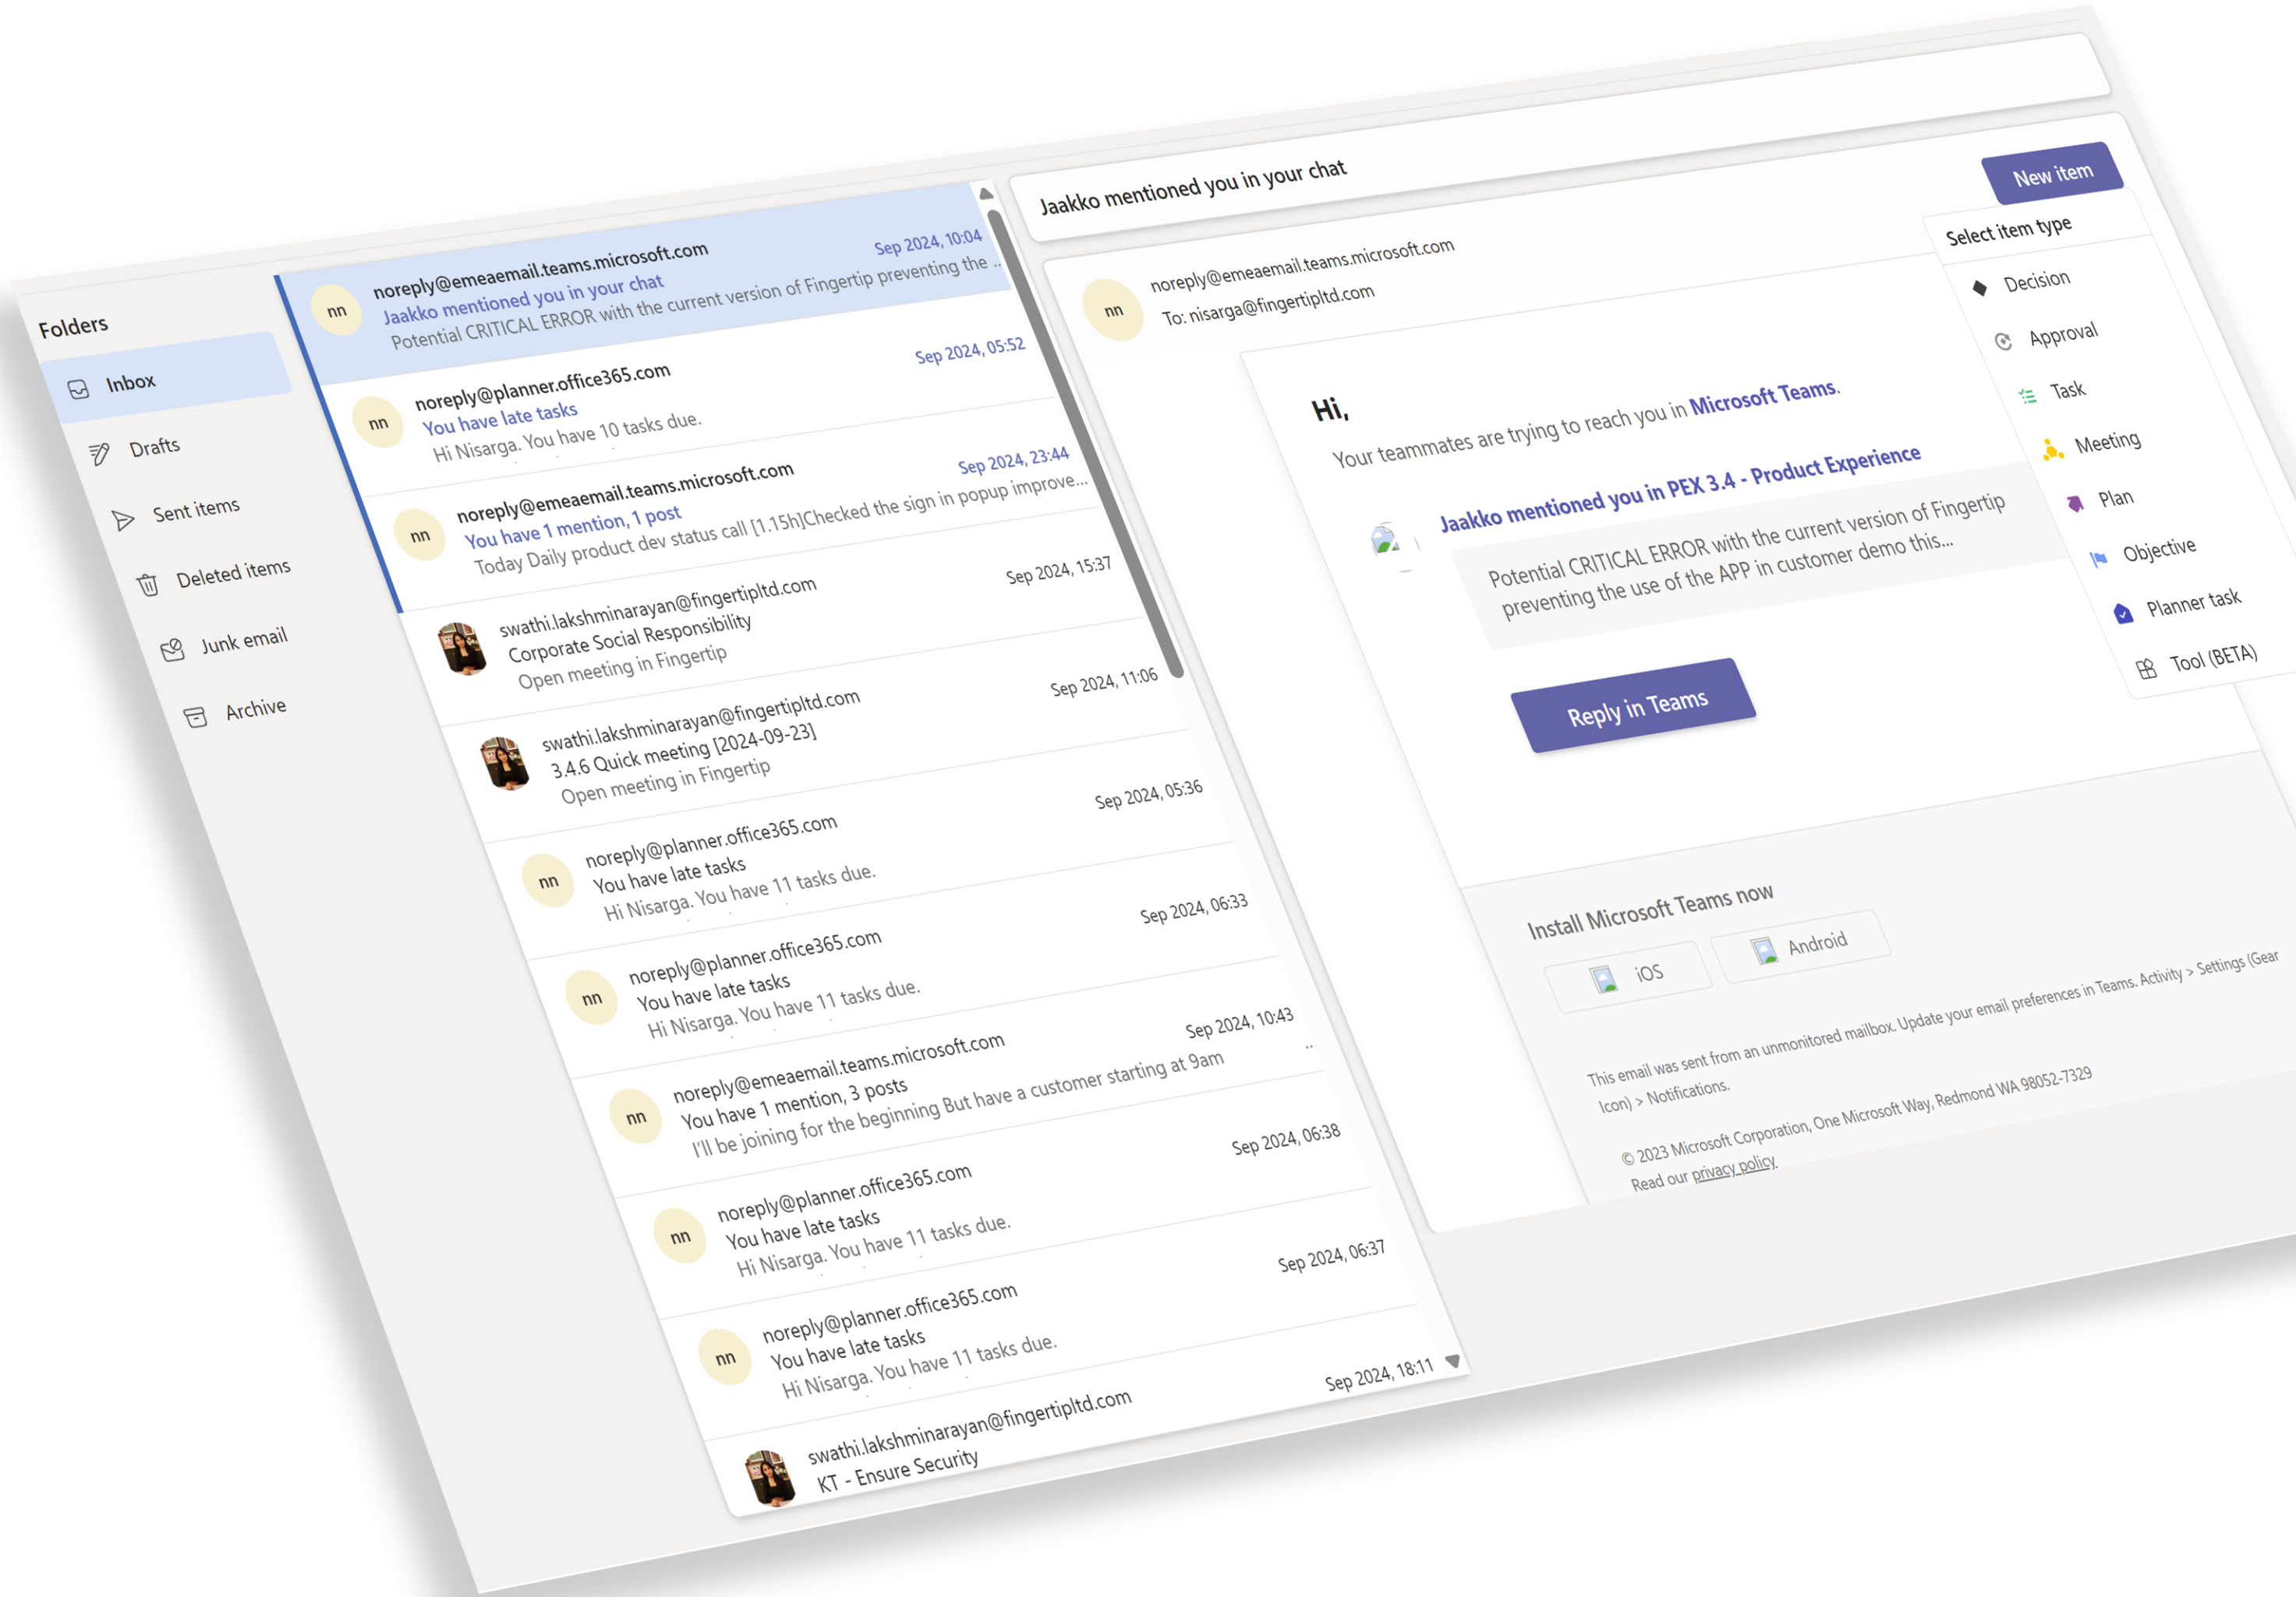 Folders
Inbox
Drafts
Sent items
Deleted items
Junk email
Archive
nn
noreply@emeaemail.teams.microsoft.com
Jaakko mentioned you in your chat
Sep 2024, 10:04
Potential CRITICAL ERROR with the current version of Fingertip preventing the ...
nn
noreply@planner.office365.com
You have late tasks
Sep 2024, 05:52
Hi Nisarga. You have 10 tasks due.
nn
noreply@emeaemail.teams.microsoft.com
You have 1 mention, 1 post
Sep 2024, 23:44
Today Daily product dev status call [1.15h]Checked the sign in popup improve...
swathi.lakshminarayan@fingertipltd.com
Corporate Social Responsibility
Sep 2024, 15:37
Open meeting in Fingertip
swathi.lakshminarayan@fingertipltd.com
3.4.6 Quick meeting [2024-09-23]
Sep 2024, 11:06
Open meeting in Fingertip
nn
noreply@planner.office365.com
You have late tasks
Sep 2024, 05:36
Hi Nisarga. You have 11 tasks due.
nn
noreply@planner.office365.com
You have late tasks
Sep 2024, 06:33
Hi Nisarga. You have 11 tasks due.
nn
noreply@emeaemail.teams.microsoft.com
You have 1 mention, 3 posts
Sep 2024, 10:43
I'll be joining for the beginning But have a customer starting at 9am ...
nn
noreply@planner.office365.com
You have late tasks
Sep 2024, 06:38
Hi Nisarga. You have 11 tasks due.
nn
noreply@planner.office365.com
You have late tasks
Sep 2024, 06:37
Hi Nisarga. You have 11 tasks due.
swathi.lakshminarayan@fingertipltd.com
KT - Ensure Security
Sep 2024, 18:11
Jaakko mentioned you in your chat
nn
noreply@emeaemail.teams.microsoft.com
To: nisarga@fingertipltd.com
New item
Select item type
Decision
Approval
Task
Meeting
Plan
Objective
Planner task
Tool (BETA)
Hi,
Your teammates are trying to reach you in Microsoft Teams.
Jaakko mentioned you in PEX 3.4 - Product Experience
Potential CRITICAL ERROR with the current version of Fingertip
preventing the use of the APP in customer demo this...
Reply in Teams
Install Microsoft Teams now
iOS
Android
This email was sent from an unmonitored mailbox. Update your email preferences in Teams. Activity > Settings (Gear
Icon) > Notifications.
© 2023 Microsoft Corporation, One Microsoft Way, Redmond WA 98052-7329
Read our privacy policy.